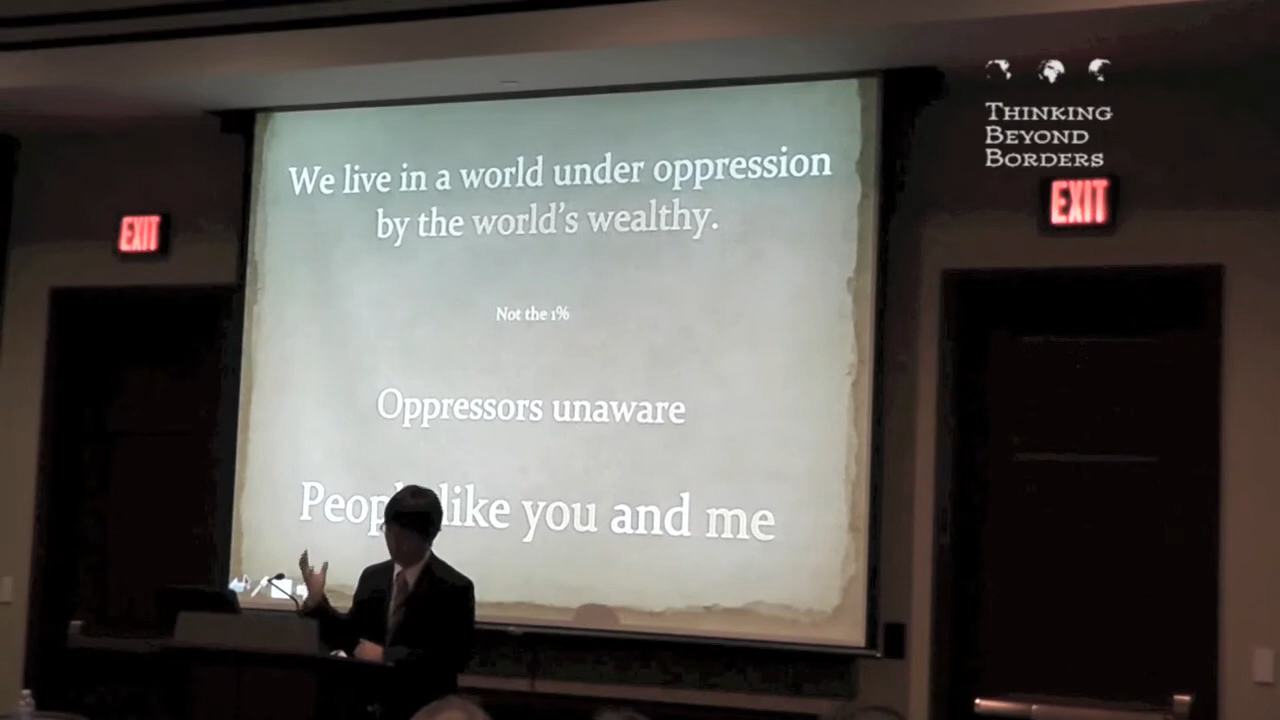 We live in a world under oppression
by the world's wealthy.
Not the 1%
Oppressors unaware
People like you and me
THINKING
BEYOND
BORDERS
EXIT
EXIT